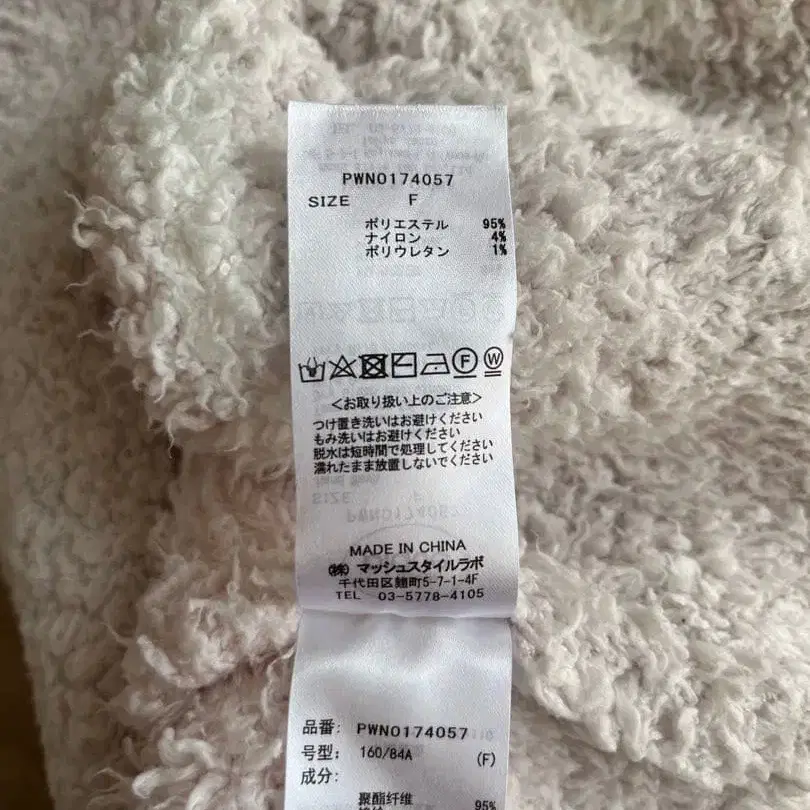 PWN0174057
SIZE F
ポリエステル 95%
ナイロン 4%
ポリウレタン 1%
F W
<お取り扱い上のご注意>
つけ置き洗いはお避けください
もみ洗いはお避けください
脱水は短時間で処理してください
濡れたまま放置しないでください
MADE IN CHINA
㈱ マッシュスタイルラボ
千代田区麹町5-7-1-4F
TEL 03-5778-4105
品番: PWN0174057
号型: 160/84A (F)
成分:
聚酯纤维 95%